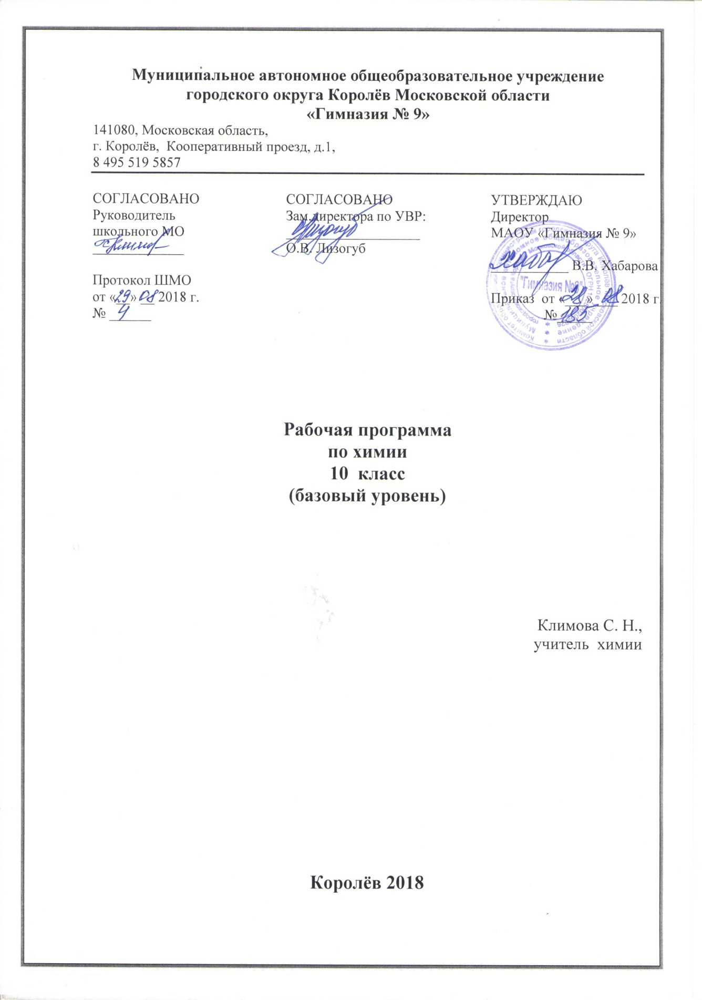 Муниципальное автономное общеобразовательное учреждение
городского округа Королёв Московской области
«Гимназия № 9»
141080, Московская область,
г. Королёв, Кооперативный проезд, д.1,
8 495 519 5857
СОГЛАСОВАНО
Руководитель
школьного МО
Протокол ШМО
от «29» 08 2018 г.
№ 4
СОГЛАСОВАНО
Зам.директора по УВР:
О.В. Лизогуб
УТВЕРЖДАЮ
Директор
МАОУ «Гимназия № 9»
В.В. Хабарова
"Гимназия №9"
Приказ от «28» 08 2018 г.
№ 185
Рабочая программа
по химии
10 класс
(базовый уровень)
Климова С. Н.,
учитель химии
Королёв 2018